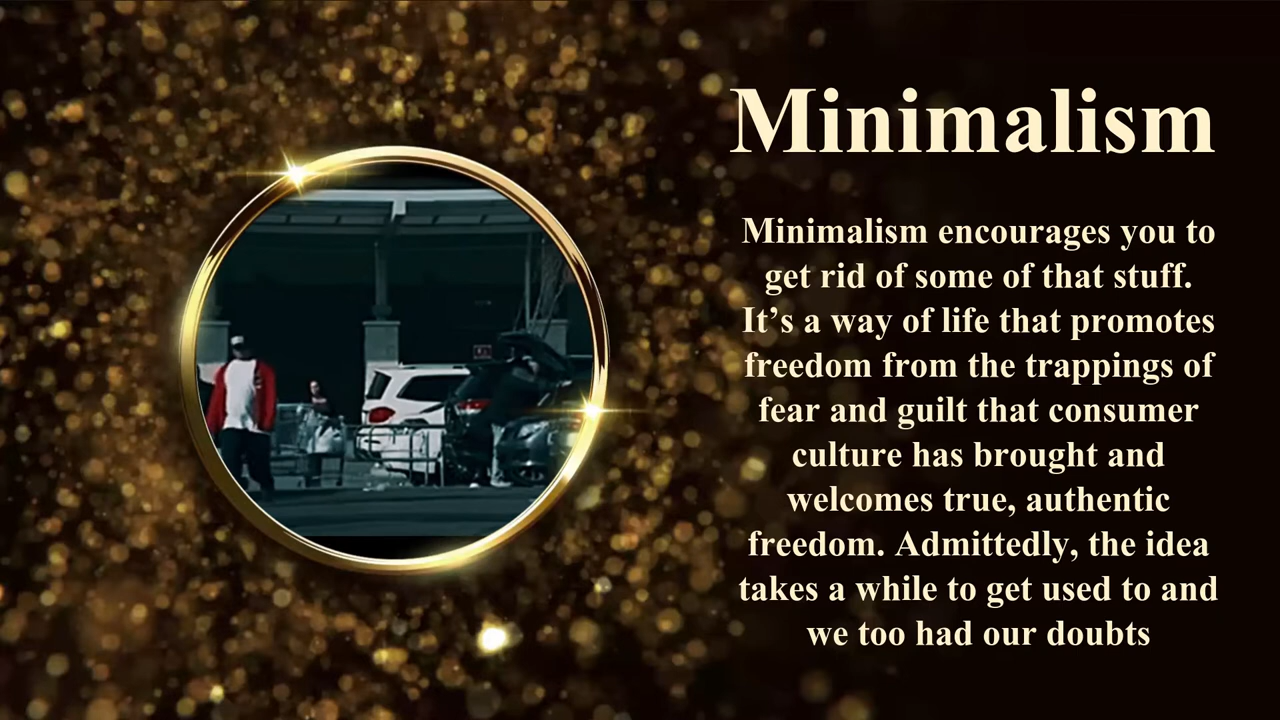 Minimalism
Minimalism encourages you to
get rid of some of that stuff.
It’s a way of life that promotes
freedom from the trappings of
fear and guilt that consumer
culture has brought and
welcomes true, authentic
freedom. Admittedly, the idea
takes a while to get used to and
we too had our doubts